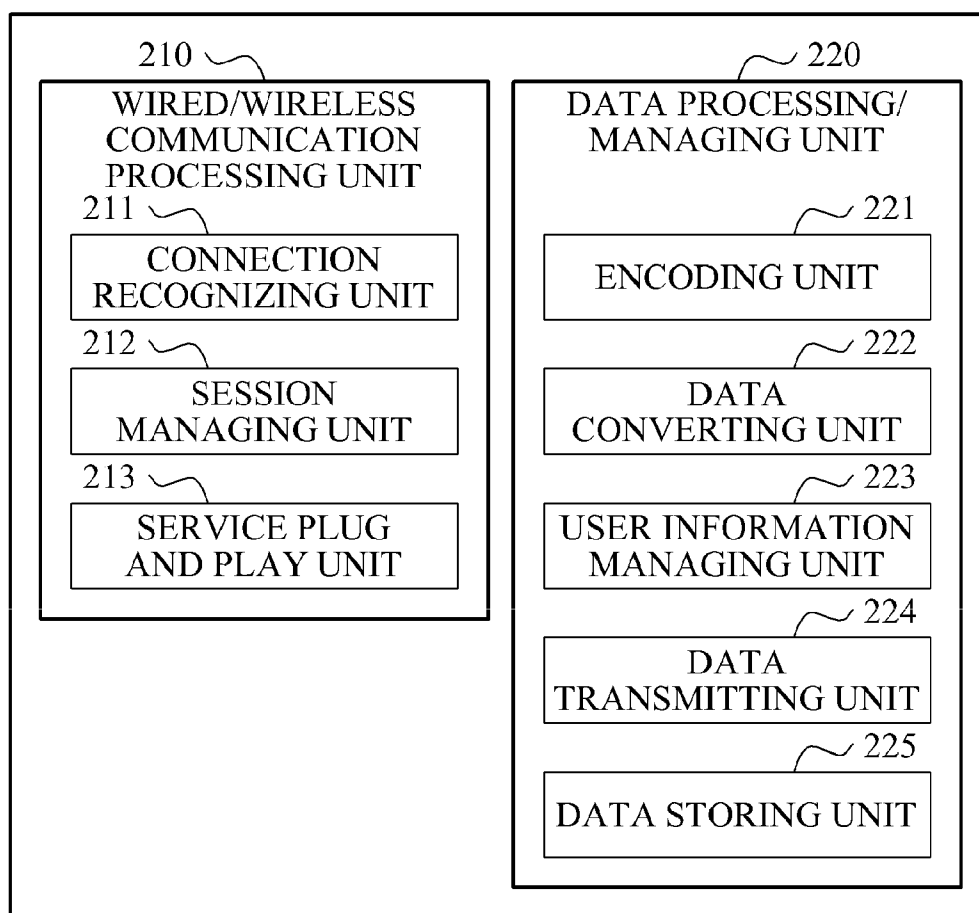 210
WIRED/WIRELESS
COMMUNICATION
PROCESSING UNIT
211
CONNECTION
RECOGNIZING UNIT
212
SESSION
MANAGING UNIT
213
SERVICE PLUG
AND PLAY UNIT
220
DATA PROCESSING/
MANAGING UNIT
221
ENCODING UNIT
222
DATA
CONVERTING UNIT
223
USER INFORMATION
MANAGING UNIT
224
DATA
TRANSMITTING UNIT
225
DATA STORING UNIT